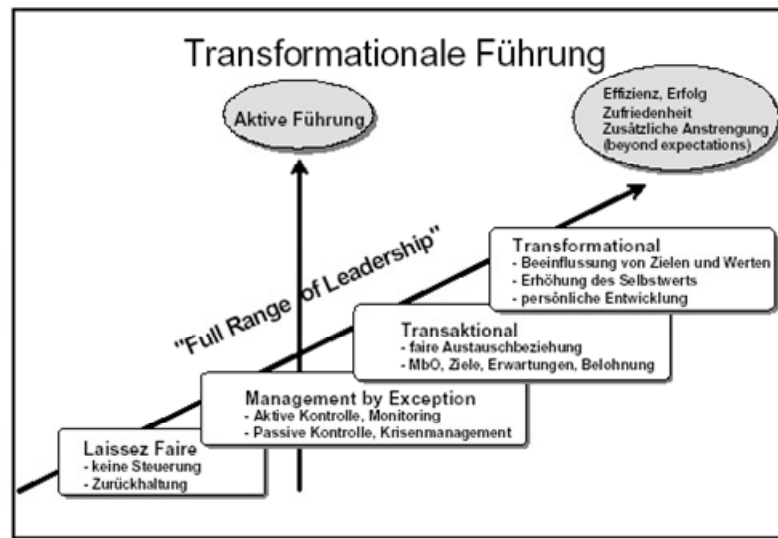 Transformationale Führung
Aktive Führung
Effizienz, Erfolg
Zufriedenheit
Zusätzliche Anstrengung
(beyond expectations)
"Full Range of Leadership"
Transformational
- Beeinflussung von Zielen und Werten
- Erhöhung des Selbstwerts
- persönliche Entwicklung
Transaktional
- faire Austauschbeziehung
- MbO, Ziele, Erwartungen, Belohnung
Management by Exception
- Aktive Kontrolle, Monitoring
- Passive Kontrolle, Krisenmanagement
Laissez Faire
- keine Steuerung
- Zurückhaltung